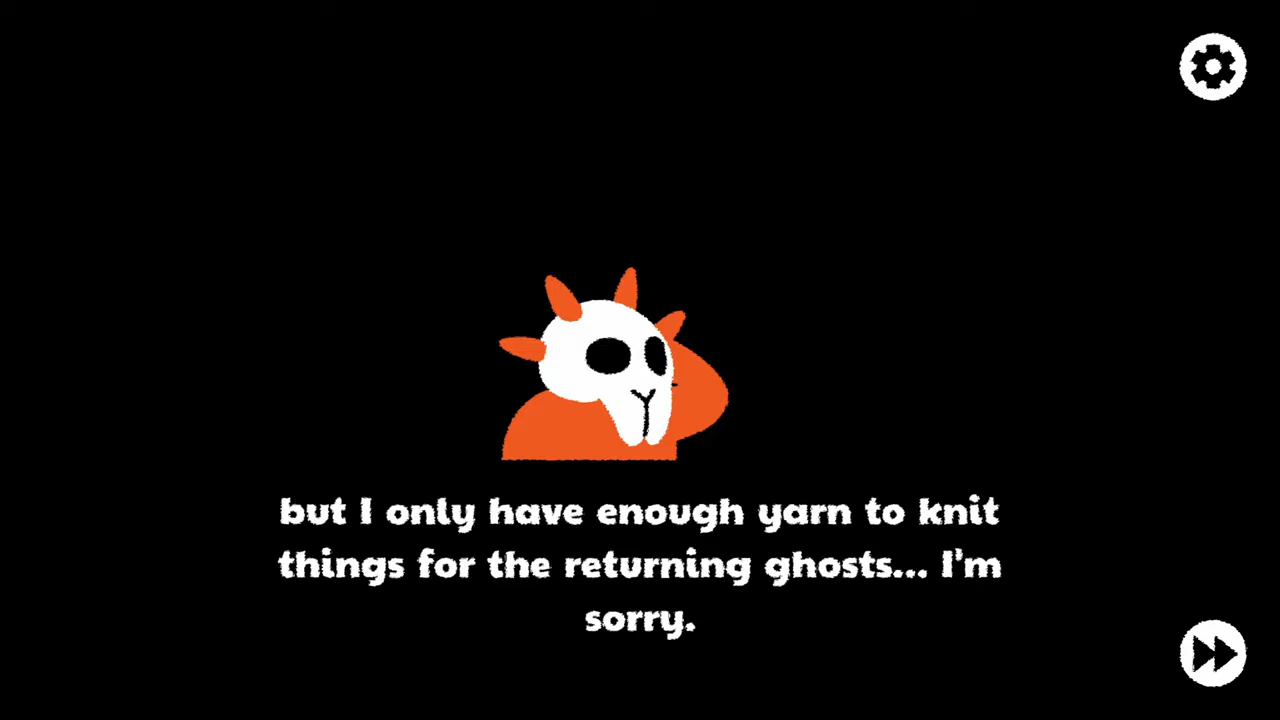 but I only have enough yarn to knit
things for the returning ghosts... I'm
sorry.